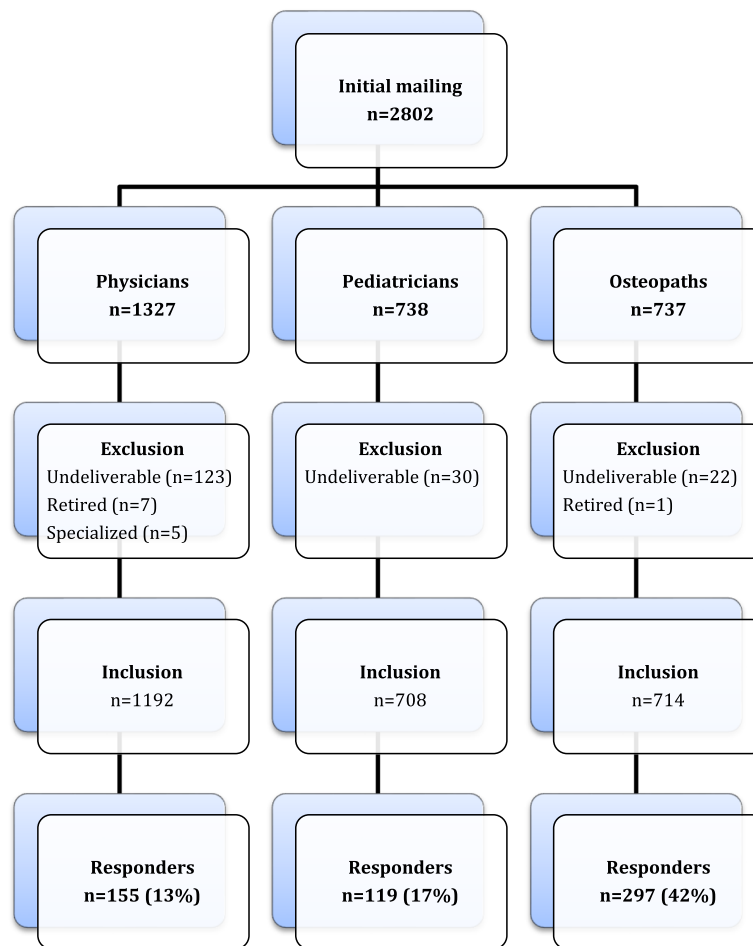 Initial mailing
n=2802
Physicians
n=1327
Pediatricians
n=738
Osteopaths
n=737
Exclusion
Undeliverable (n=123)
Retired (n=7)
Specialized (n=5)
Exclusion
Undeliverable (n=30)
Exclusion
Undeliverable (n=22)
Retired (n=1)
Inclusion
n=1192
Inclusion
n=708
Inclusion
n=714
Responders
n=155 (13%)
Responders
n=119 (17%)
Responders
n=297 (42%)